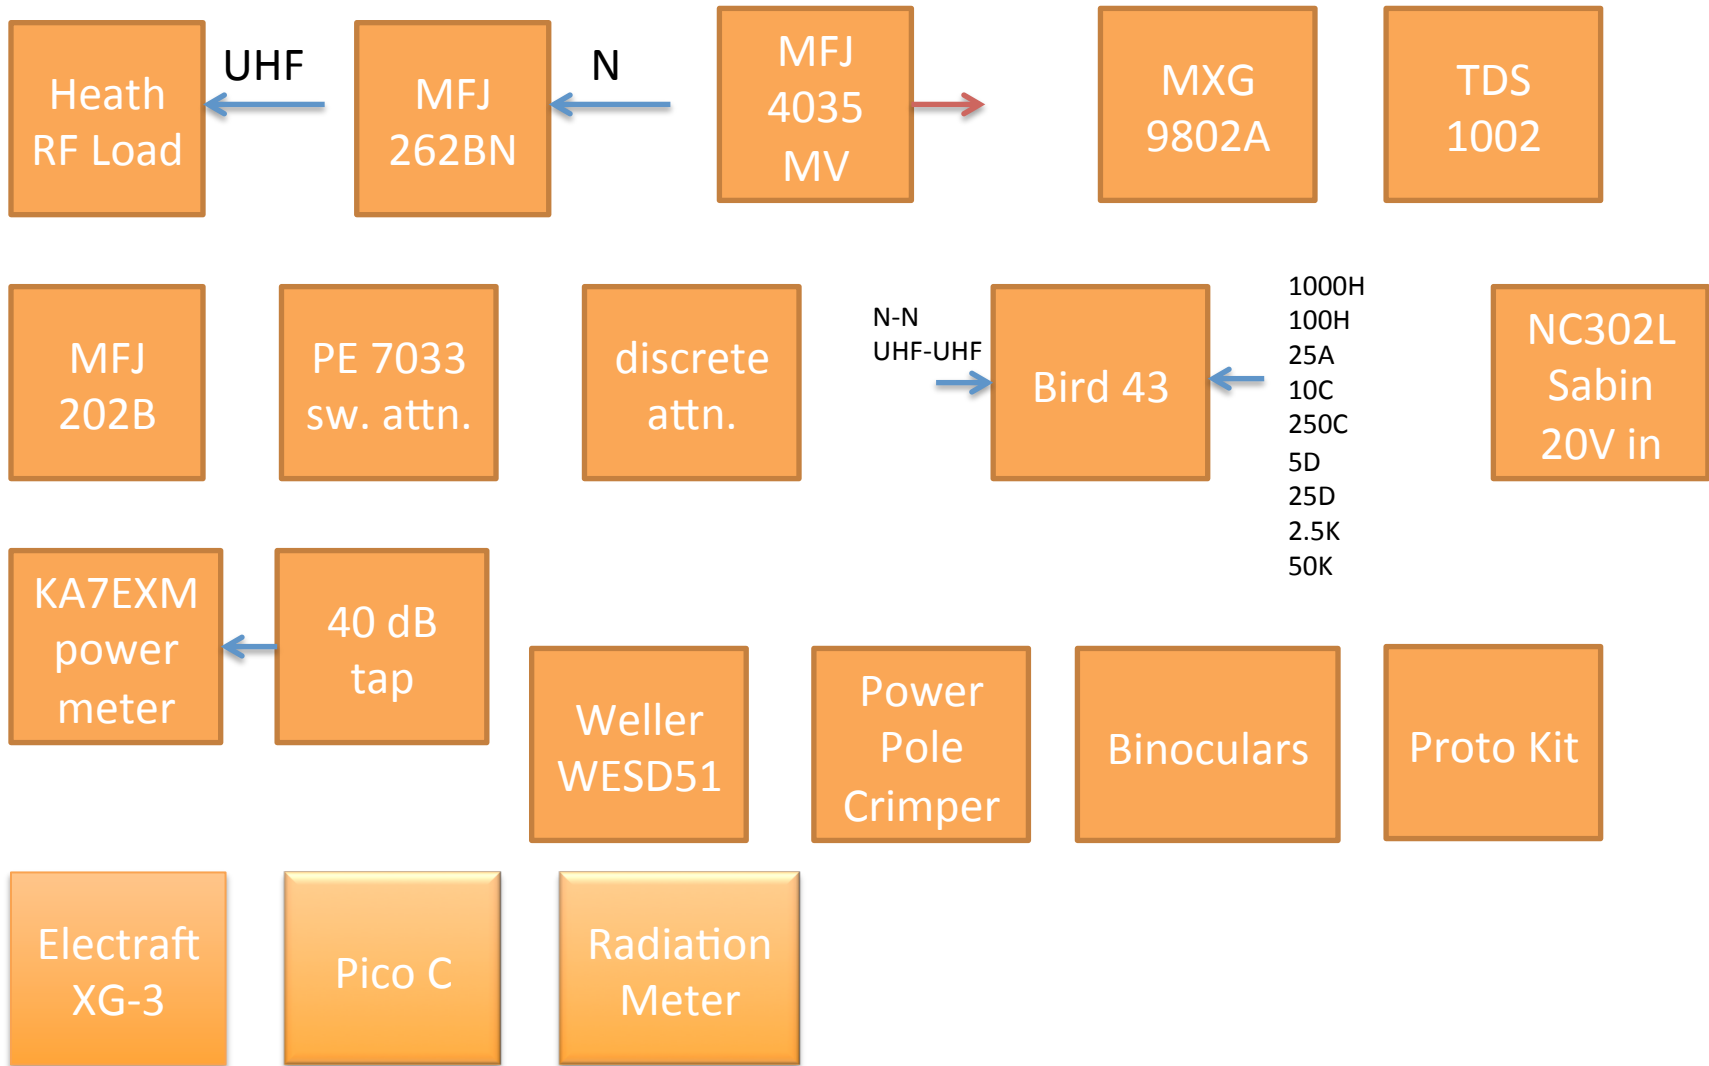 Heath
RF Load
UHF
MFJ
262BN
N
MFJ
4035
MV
MXG
9802A
TDS
1002
MFJ
202B
PE 7033
sw. attn.
discrete
attn.
N-N
UHF-UHF
Bird 43
1000H
100H
25A
10C
250C
5D
25D
2.5K
50K
NC302L
Sabin
20V in
KA7EXM
power
meter
40 dB
tap
Weller
WESD51
Power
Pole
Crimper
Binoculars
Proto Kit
Electraft
XG-3
Pico C
Radiation
Meter